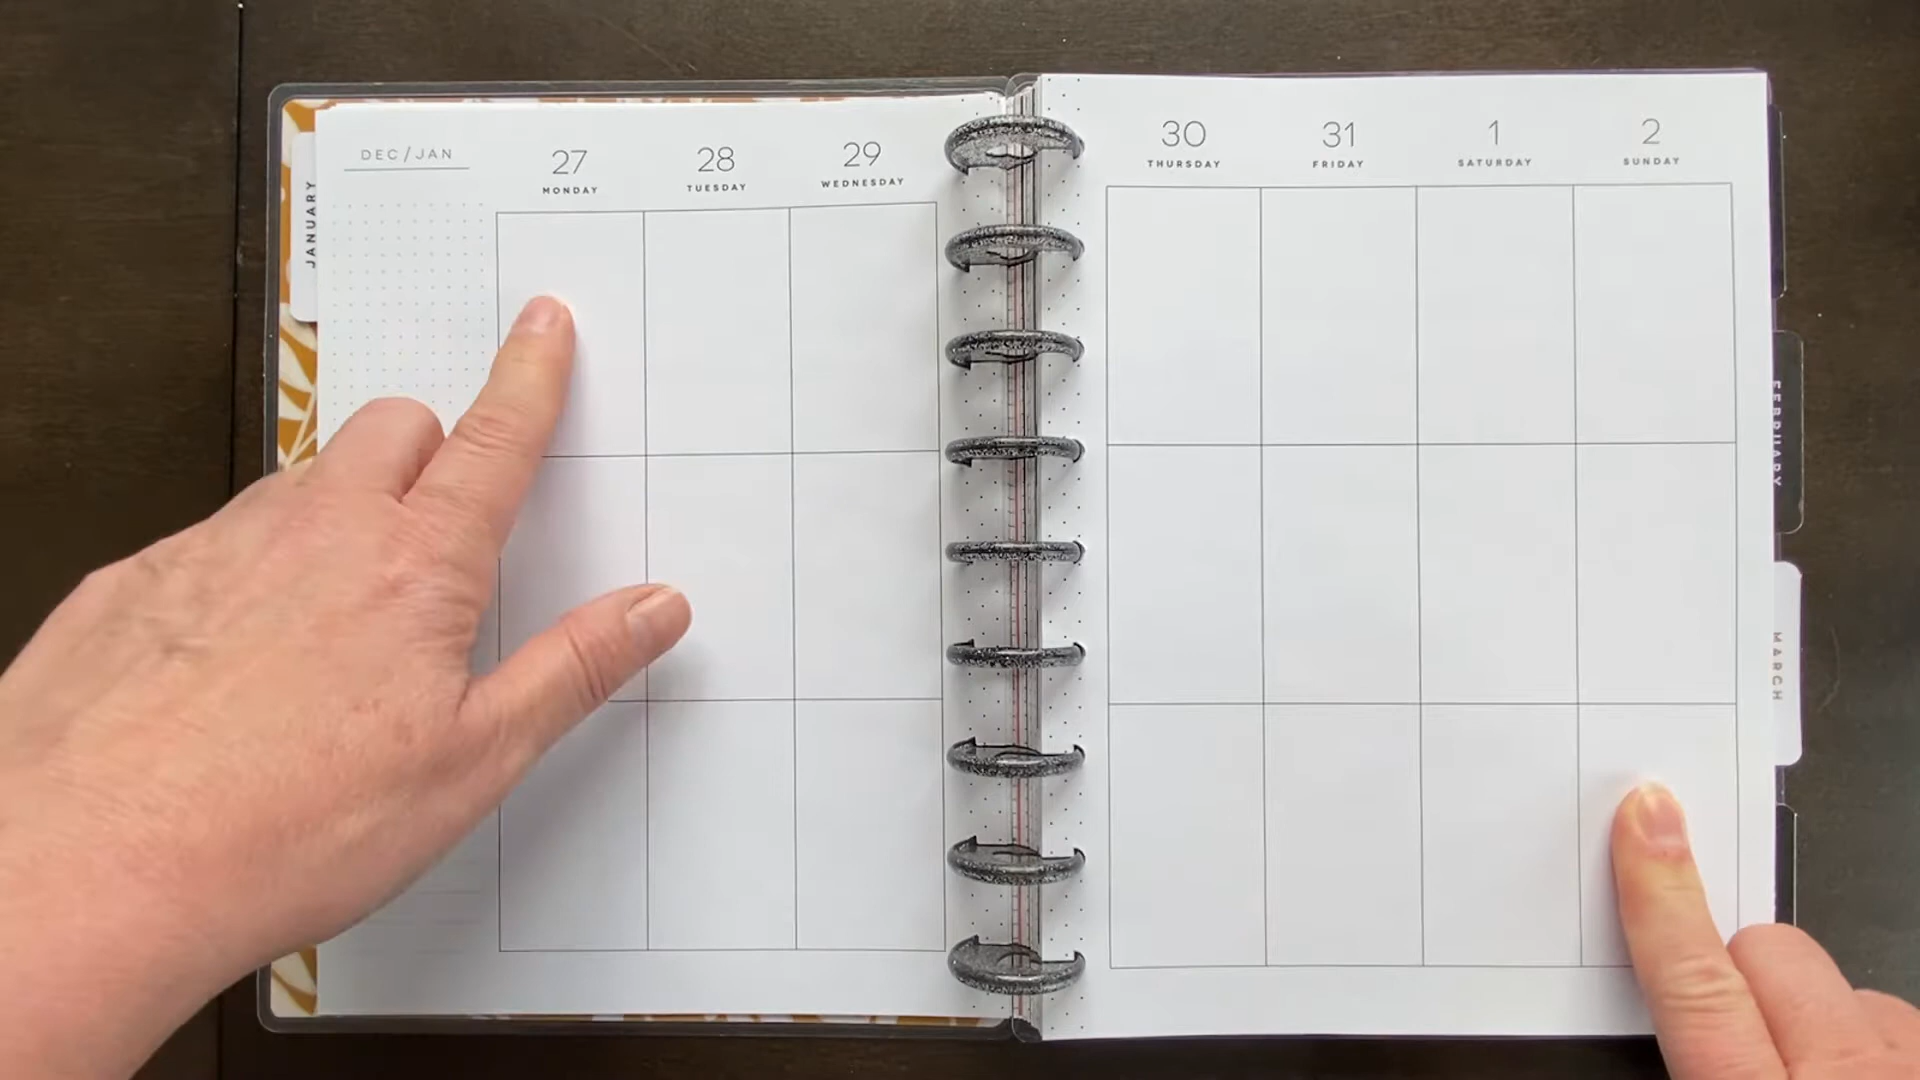 DEC/JAN
27
MONDAY
28
TUESDAY
29
WEDNESDAY
30
THURSDAY
31
FRIDAY
1
SATURDAY
2
SUNDAY
JANUARY
FEBRUARY
MARCH